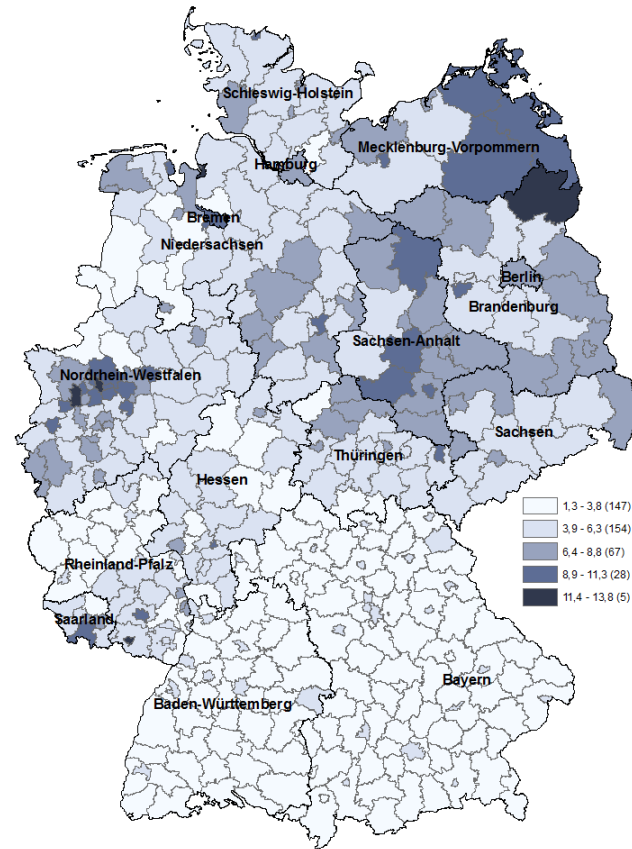 Schleswig-Holstein
Mecklenburg-Vorpommern
Hamburg
Bremen
Niedersachsen
Berlin
Brandenburg
Sachsen-Anhalt
Nordrhein-Westfalen
Sachsen
Thüringen
Hessen
1,3 - 3,8 (147)
3,9 - 6,3 (154)
6,4 - 8,8 (67)
8,9 - 11,3 (28)
11,4 - 13,8 (5)
Rheinland-Pfalz
Saarland
Bayern
Baden-Württemberg